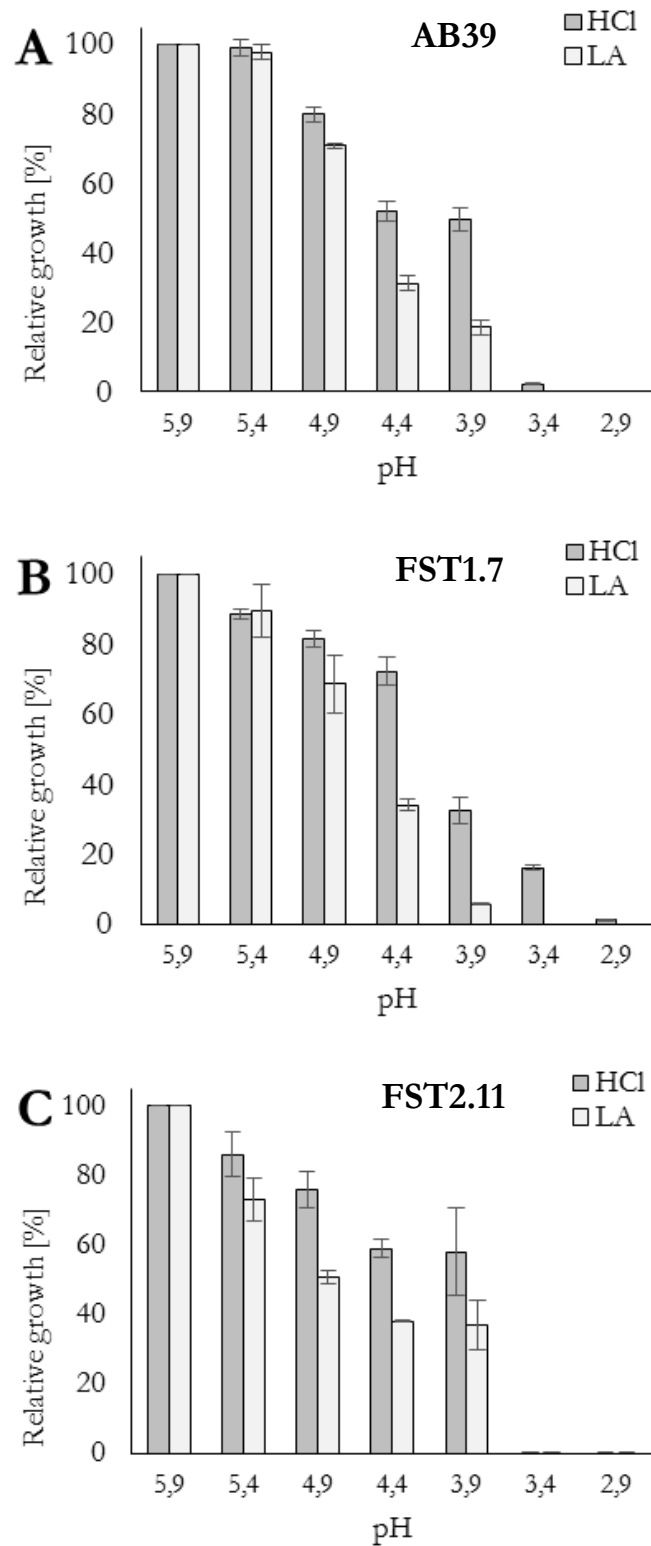 A
AB39
HCl
LA
Relative growth [%]
100
80
60
40
20
0
5,9 5,4 4,9 4,4 3,9 3,4 2,9
pH
B
FST1.7
HCl
LA
Relative growth [%]
100
80
60
40
20
0
5,9 5,4 4,9 4,4 3,9 3,4 2,9
pH
C
FST2.11
HCl
LA
Relative growth [%]
100
80
60
40
20
0
5,9 5,4 4,9 4,4 3,9 3,4 2,9
pH